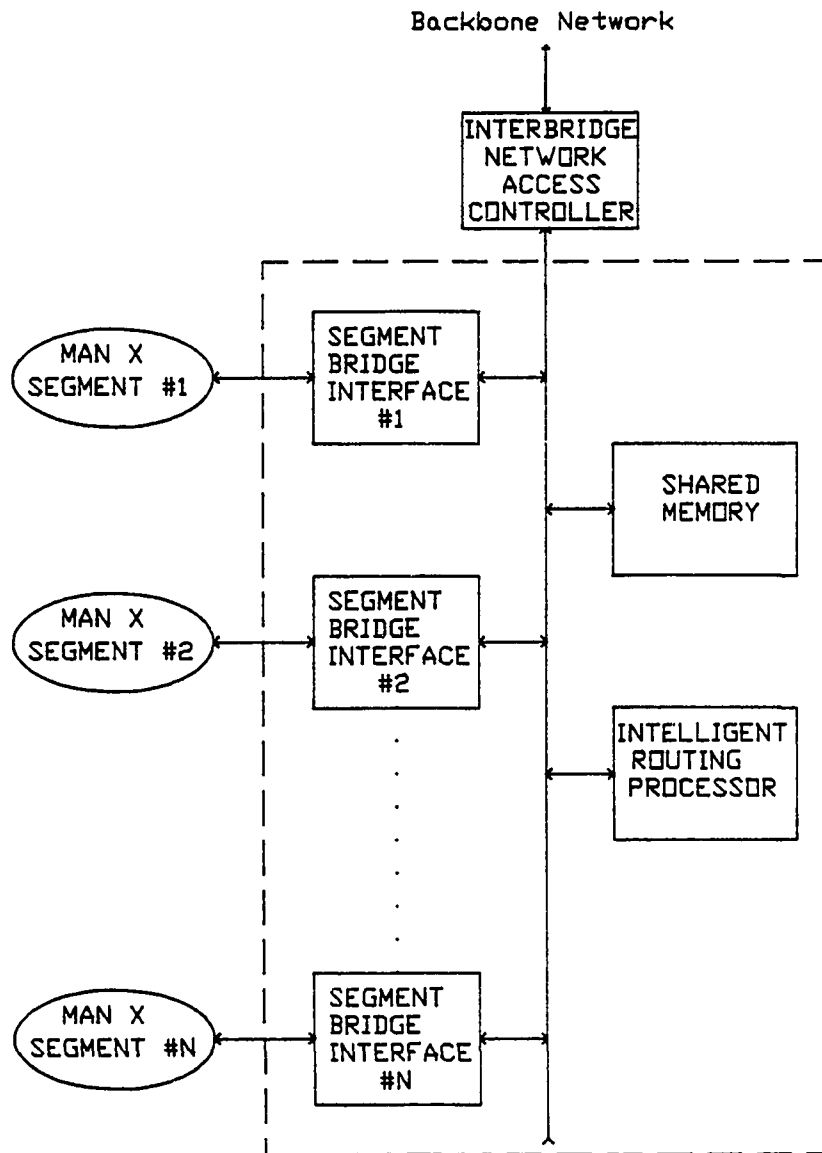 Backbone Network
INTERBRIDGE
NETWORK
ACCESS
CONTROLLER
MAN X
SEGMENT #1
SEGMENT
BRIDGE
INTERFACE
#1
SHARED
MEMORY
MAN X
SEGMENT #2
SEGMENT
BRIDGE
INTERFACE
#2
INTELLIGENT
ROUTING
PROCESSOR
MAN X
SEGMENT #N
SEGMENT
BRIDGE
INTERFACE
#N